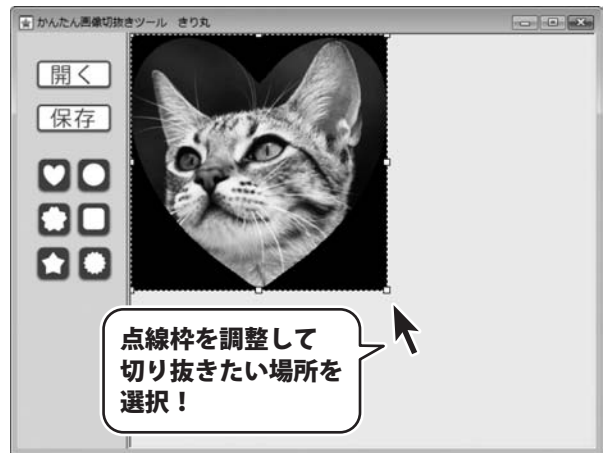 かんたん画像切抜きツール きり丸
開く
保存
点線枠を調整して
切り抜きたい場所を
選択！